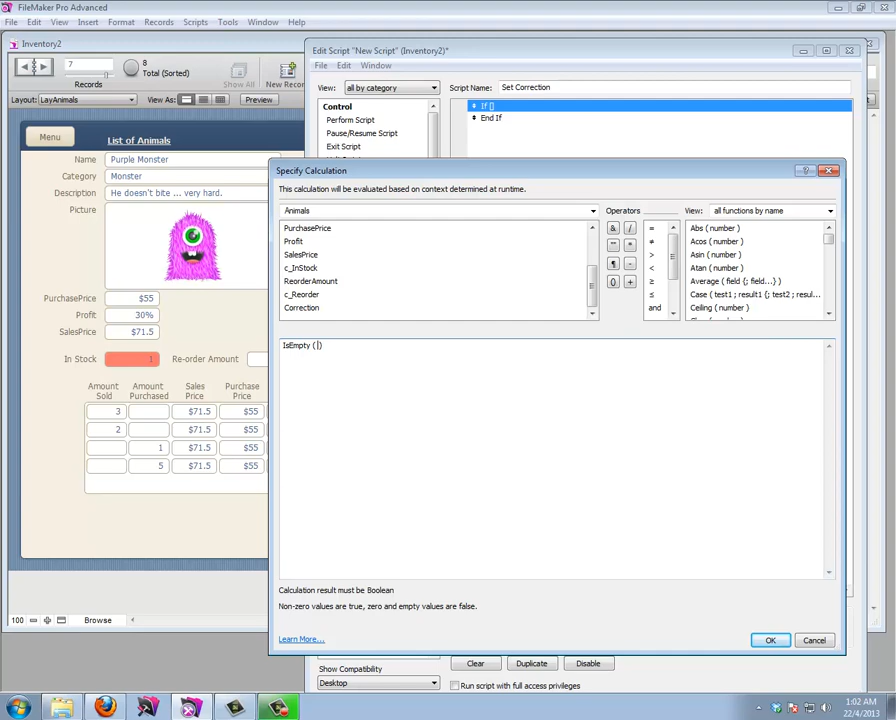 FileMaker Pro Advanced
File Edit View Insert Format Records Scripts Tools Window Help
Inventory2
7
8
Total (Sorted)
Records
Show All
New Recor
Layout: LayAnimals
View As:
Preview
Menu
List of Animals
Name Purple Monster
Category Monster
Description He doesn't bite ... very hard.
Picture
PurchasePrice $55
Profit 30%
SalesPrice $71.5
In Stock 1 Re-order Amount
Amount Sold Amount Purchased Sales Price Purchase Price
3 $71.5 $55
2 $71.5 $55
1 $71.5 $55
5 $71.5 $55
100 Browse
Edit Script "New Script" (Inventory2)*
File Edit Window
View: all by category
Script Name: Set Correction
Control
Perform Script
Pause/Resume Script
Exit Script
If []
End If
Specify Calculation
This calculation will be evaluated based on context determined at runtime.
Animals
Operators
View: all functions by name
PurchasePrice
Profit
SalesPrice
c_InStock
ReorderAmount
c_Reorder
Correction
& /
"" *
¶ -
() +
=
≠
>
<
≥
≤
and
Abs ( number )
Acos ( number )
Asin ( number )
Atan ( number )
Average ( field {; field...} )
Case ( test1 ; result1 {; test2 ; resul...
Ceiling ( number )
IsEmpty ( )
Calculation result must be Boolean
Non-zero values are true, zero and empty values are false.
Learn More...
OK
Cancel
Clear
Duplicate
Disable
Show Compatibility
Desktop
Run script with full access privileges
1:02 AM
22/4/2013